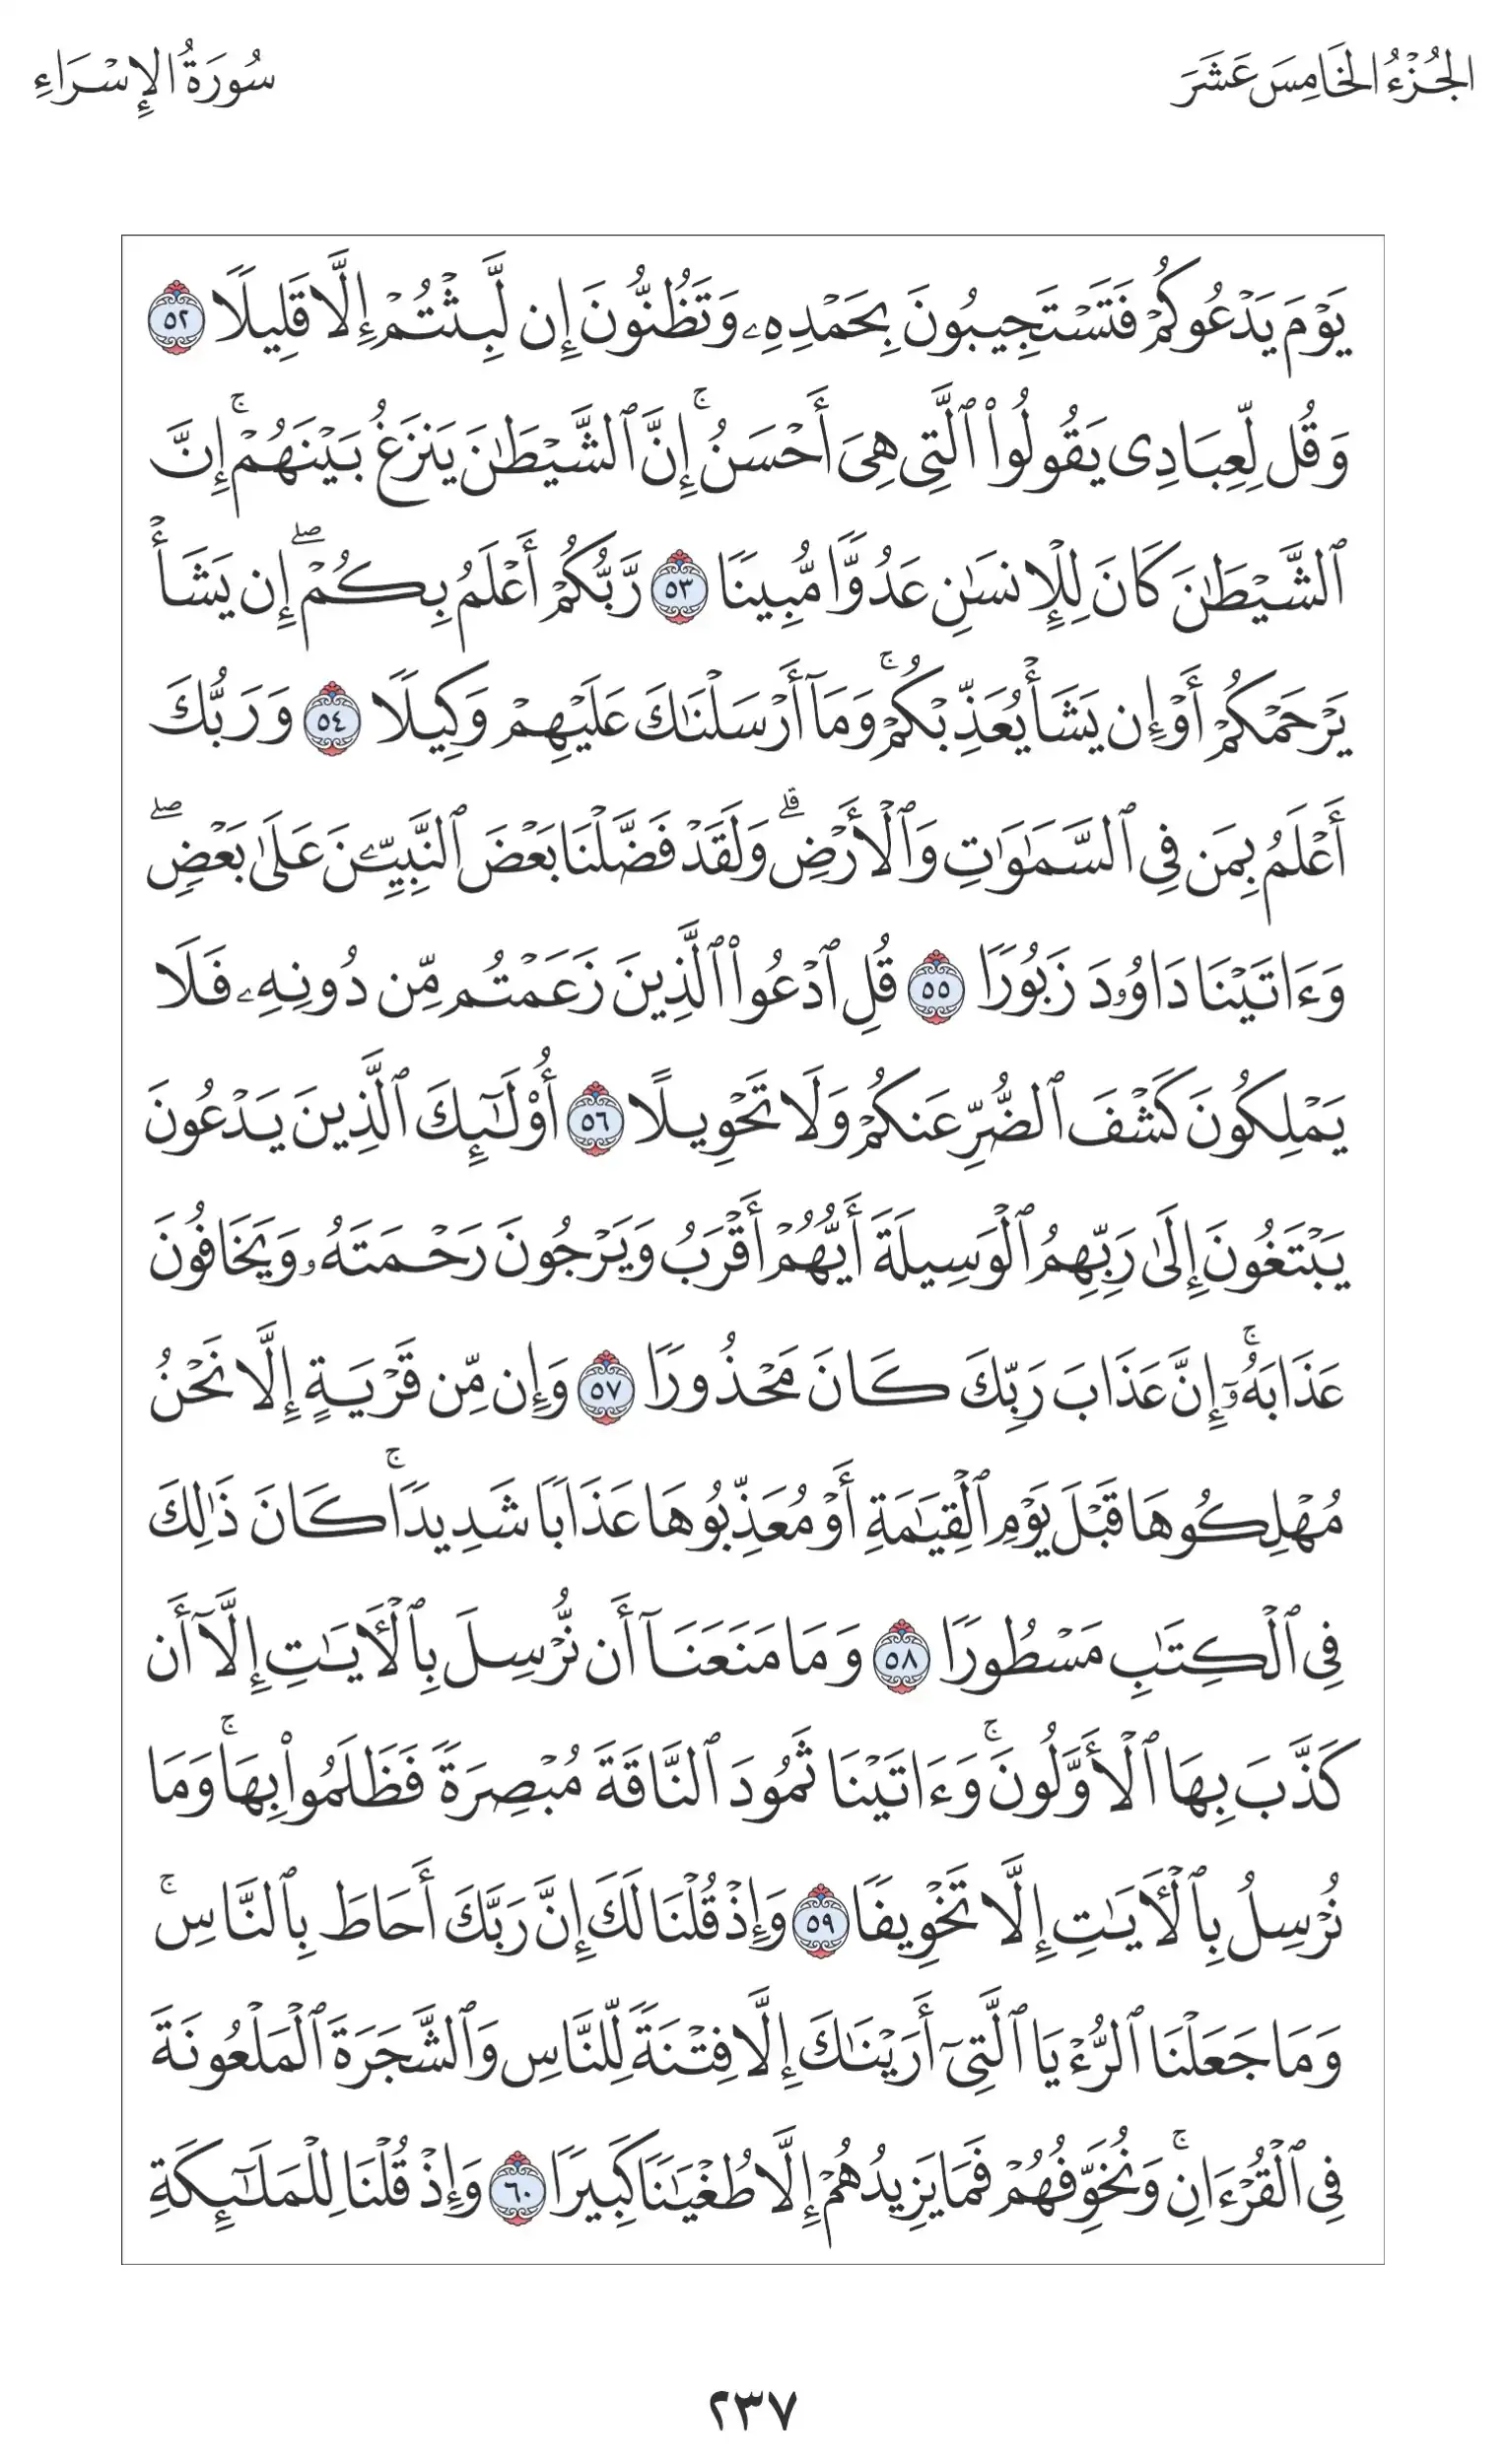 الجُزْءُ الخَامِسَ عَشَرَ
سُورَةُ الإِسْرَاءِ
يَوْمَ يَدْعُوكُمْ فَتَسْتَجِيبُونَ بِحَمْدِهِۦ وَتَظُنُّونَ إِن لَّبِثْتُمْ إِلَّا قَلِيلًا ٥٢
وَقُل لِّعِبَادِى يَقُولُوا۟ ٱلَّتِى هِىَ أَحْسَنُ ۚ إِنَّ ٱلشَّيْطَٰنَ يَنزَغُ بَيْنَهُمْ ۚ إِنَّ
ٱلشَّيْطَٰنَ كَانَ لِلْإِنسَٰنِ عَدُوًّا مُّبِينًا ٥٣ رَّبُّكُمْ أَعْلَمُ بِكُمْ ۖ إِن يَشَأْ
يَرْحَمْكُمْ أَوْ إِن يَشَأْ يُعَذِّبْكُمْ ۚ وَمَآ أَرْسَلْنَٰكَ عَلَيْهِمْ وَكِيلًا ٥٤ وَرَبُّكَ
أَعْلَمُ بِمَن فِى ٱلسَّمَٰوَٰتِ وَٱلْأَرْضِ ۗ وَلَقَدْ فَضَّلْنَا بَعْضَ ٱلنَّبِيِّـۧنَ عَلَىٰ بَعْضٍ ۖ
وَءَاتَيْنَا دَاوُۥدَ زَبُورًا ٥٥ قُلِ ٱدْعُوا۟ ٱلَّذِينَ زَعَمْتُم مِّن دُونِهِۦ فَلَا
يَمْلِكُونَ كَشْفَ ٱلضُّرِّ عَنكُمْ وَلَا تَحْوِيلًا ٥٦ أُو۟لَٰٓئِكَ ٱلَّذِينَ يَدْعُونَ
يَبْتَغُونَ إِلَىٰ رَبِّهِمُ ٱلْوَسِيلَةَ أَيُّهُمْ أَقْرَبُ وَيَرْجُونَ رَحْمَتَهُۥ وَيَخَافُونَ
عَذَابَهُۥٓ ۚ إِنَّ عَذَابَ رَبِّكَ كَانَ مَحْذُورًا ٥٧ وَإِن مِّن قَرْيَةٍ إِلَّا نَحْنُ
مُهْلِكُوهَا قَبْلَ يَوْمِ ٱلْقِيَٰمَةِ أَوْ مُعَذِّبُوهَا عَذَابًا شَدِيدًا ۚ كَانَ ذَٰلِكَ
فِى ٱلْكِتَٰبِ مَسْطُورًا ٥٨ وَمَا مَنَعَنَآ أَن نُّرْسِلَ بِٱلْـَٔايَٰتِ إِلَّآ أَن
كَذَّبَ بِهَا ٱلْأَوَّلُونَ ۚ وَءَاتَيْنَا ثَمُودَ ٱلنَّاقَةَ مُبْصِرَةً فَظَلَمُوا۟ بِهَا ۚ وَمَا
نُرْسِلُ بِٱلْـَٔايَٰتِ إِلَّا تَخْوِيفًا ٥٩ وَإِذْ قُلْنَا لَكَ إِنَّ رَبَّكَ أَحَاطَ بِٱلنَّاسِ ۚ
وَمَا جَعَلْنَا ٱلرُّءْيَا ٱلَّتِىٓ أَرَيْنَٰكَ إِلَّا فِتْنَةً لِّلنَّاسِ وَٱلشَّجَرَةَ ٱلْمَلْعُونَةَ
فِى ٱلْقُرْءَانِ ۚ وَنُخَوِّفُهُمْ فَمَا يَزِيدُهُمْ إِلَّا طُغْيَٰنًا كَبِيرًا ٦٠ وَإِذْ قُلْنَا لِلْمَلَٰٓئِكَةِ
٢٣٧